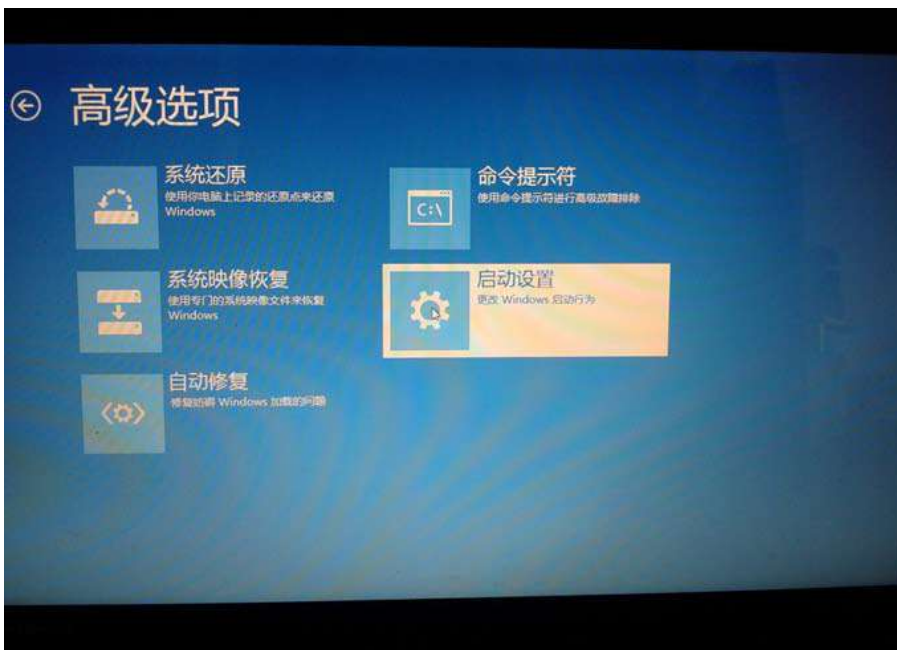 高级选项
系统还原
使用你电脑上记录的还原点来还原
Windows
系统映像恢复
使用专门的系统映像文件来恢复
Windows
自动修复
修复妨碍 Windows 加载的问题
命令提示符
使用命令提示符进行高级故障排除
C:\
启动设置
更改 Windows 启动行为